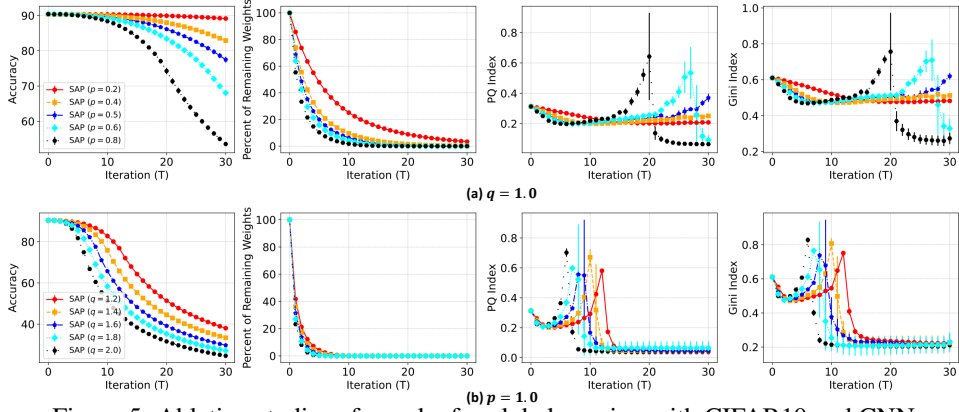 90
80
70
60
0
10
20
30
Accuracy
Iteration (T)
SAP (p = 0.2)
SAP (p = 0.4)
SAP (p = 0.5)
SAP (p = 0.6)
SAP (p = 0.8)
100
80
60
40
20
0
0
10
20
30
Percent of Remaining Weights
Iteration (T)
1.0
0.8
0.6
0.4
0.2
0
10
20
30
PQ Index
Iteration (T)
1.0
0.8
0.6
0.4
0.2
0
10
20
30
Gini Index
Iteration (T)
(a) q = 1.0
80
60
40
0
10
20
30
Accuracy
Iteration (T)
SAP (q = 1.2)
SAP (q = 1.4)
SAP (q = 1.6)
SAP (q = 1.8)
SAP (q = 2.0)
100
80
60
40
20
0
0
10
20
30
Percent of Remaining Weights
Iteration (T)
0.8
0.6
0.4
0.2
0.0
0
10
20
30
PQ Index
Iteration (T)
0.8
0.6
0.4
0.2
0
10
20
30
Gini Index
Iteration (T)
(b) p = 1.0